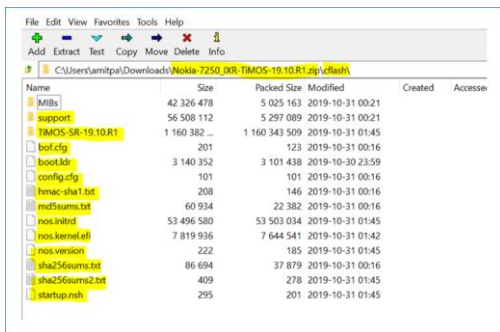 File Edit View Favorites Tools Help
Add Extract Test Copy Move Delete Info
C:\Users\amitpa\Downloads\Nokia-7250_IXR-TiMOS-19.10.R1.zip\cflash\
Name Size Packed Size Modified Created Accessed
MIBs 42 326 478 5 025 163 2019-10-31 00:21
support 56 508 112 5 297 089 2019-10-31 00:21
TiMOS-SR-19.10.R1 1 160 382 ... 1 160 343 509 2019-10-31 01:45
bof.cfg 201 123 2019-10-31 00:16
boot.ldr 3 140 352 3 101 438 2019-10-30 23:59
config.cfg 101 101 2019-10-31 00:16
hmac-sha1.txt 208 146 2019-10-31 00:16
md5sums.txt 60 934 22 382 2019-10-31 00:16
nos.initrd 53 496 580 53 503 034 2019-10-31 01:45
nos.kernel.efi 7 819 936 7 644 541 2019-10-31 01:42
nos.version 222 185 2019-10-31 01:45
sha256sums.txt 86 694 37 879 2019-10-31 00:16
sha256sums2.txt 409 278 2019-10-31 01:45
startup.nsh 295 201 2019-10-31 01:45